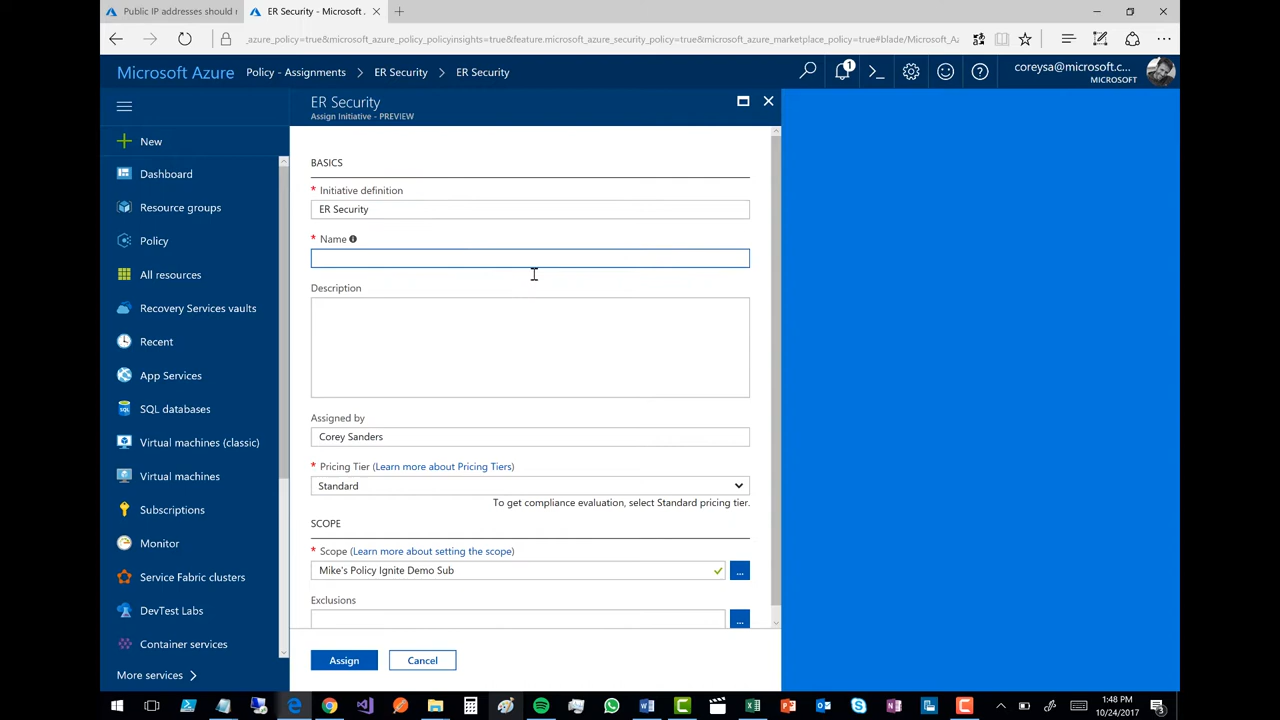 Public IP addresses should r
ER Security - Microsoft
_azure_policy=true&microsoft_azure_policy_policyinsights=true&feature.microsoft_azure_security_policy=true&microsoft_azure_marketplace_policy=true#blade/Microsoft_Az
Microsoft Azure
Policy - Assignments
ER Security
ER Security
1
coreysa@microsoft.c...
MICROSOFT
ER Security
Assign Initiative - PREVIEW
New
Dashboard
Resource groups
Policy
All resources
Recovery Services vaults
Recent
App Services
SQL databases
Virtual machines (classic)
Virtual machines
Subscriptions
Monitor
Service Fabric clusters
DevTest Labs
Container services
More services
BASICS
* Initiative definition
ER Security
* Name
Description
Assigned by
Corey Sanders
* Pricing Tier (Learn more about Pricing Tiers)
Standard
To get compliance evaluation, select Standard pricing tier.
SCOPE
* Scope (Learn more about setting the scope)
Mike's Policy Ignite Demo Sub
...
Exclusions
...
Assign
Cancel
1:48 PM
10/24/2017
3